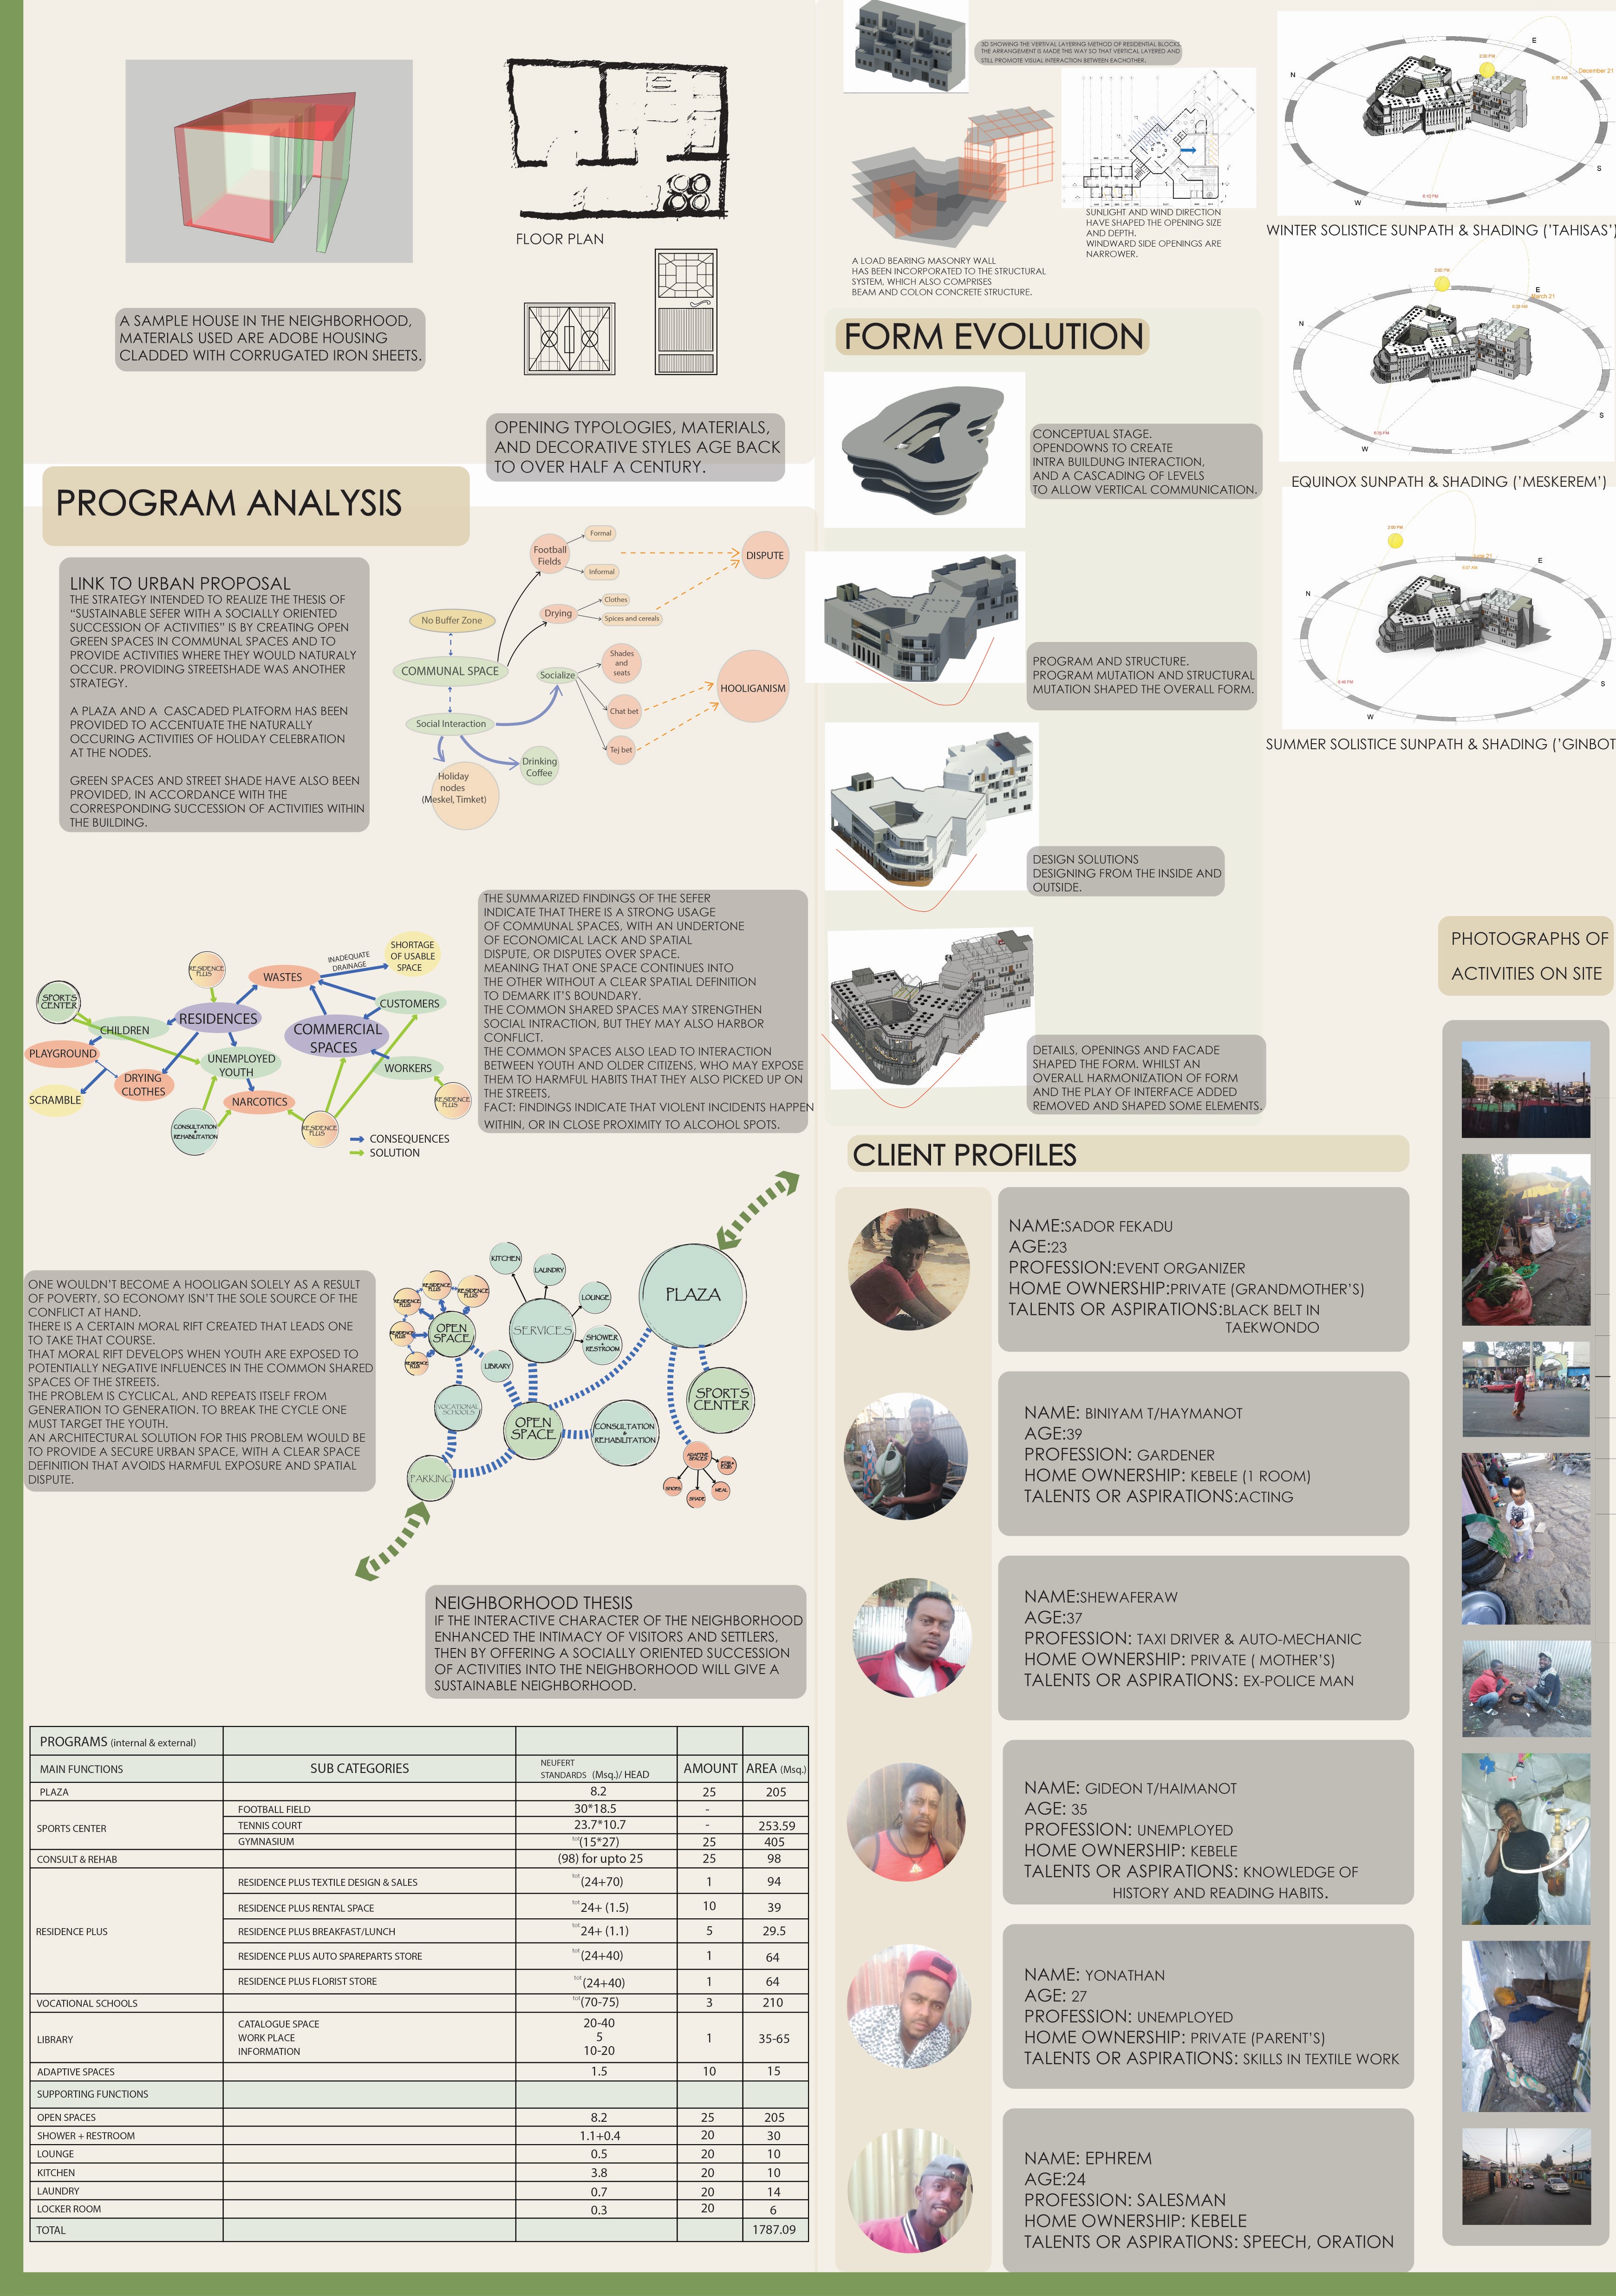 FLOOR PLAN
A SAMPLE HOUSE IN THE NEIGHBORHOOD,
MATERIALS USED ARE ADOBE HOUSING
CLADDED WITH CORRUGATED IRON SHEETS.
OPENING TYPOLOGIES, MATERIALS,
AND DECORATIVE STYLES AGE BACK
TO OVER HALF A CENTURY.
PROGRAM ANALYSIS
LINK TO URBAN PROPOSAL
THE STRATEGY INTENDED TO REALIZE THE THESIS OF
“SUSTAINABLE SEFER WITH A SOCIALLY ORIENTED
SUCCESSION OF ACTIVITIES” IS BY CREATING OPEN
GREEN SPACES IN COMMUNAL SPACES AND TO
PROVIDE ACTIVITIES WHERE THEY WOULD NATURALY
OCCUR. PROVIDING STREETSHADE WAS ANOTHER
STRATEGY.
A PLAZA AND A CASCADED PLATFORM HAS BEEN
PROVIDED TO ACCENTUATE THE NATURALLY
OCCURING ACTIVITIES OF HOLIDAY CELEBRATION
AT THE NODES.
GREEN SPACES AND STREET SHADE HAVE ALSO BEEN
PROVIDED, IN ACCORDANCE WITH THE
CORRESPONDING SUCCESSION OF ACTIVITIES WITHIN
THE BUILDING.
Football
Fields
Formal
Informal
DISPUTE
No Buffer Zone
Drying
Clothes
Spices and cereals
COMMUNAL SPACE
Socialize
Shades
and
seats
HOOLIGANISM
Chat bet
Social Interaction
Tej bet
Drinking
Coffee
Holiday
nodes
(Meskel, Timket)
THE SUMMARIZED FINDINGS OF THE SEFER
INDICATE THAT THERE IS A STRONG USAGE
OF COMMUNAL SPACES, WITH AN UNDERTONE
OF ECONOMICAL LACK AND SPATIAL
DISPUTE, OR DISPUTES OVER SPACE.
MEANING THAT ONE SPACE CONTINUES INTO
THE OTHER WITHOUT A CLEAR SPATIAL DEFINITION
TO DEMARK IT’S BOUNDARY.
THE COMMON SHARED SPACES MAY STRENGTHEN
SOCIAL INTRACTION, BUT THEY MAY ALSO HARBOR
CONFLICT.
THE COMMON SPACES ALSO LEAD TO INTERACTION
BETWEEN YOUTH AND OLDER CITIZENS, WHO MAY EXPOSE
THEM TO HARMFUL HABITS THAT THEY ALSO PICKED UP ON
THE STREETS,
FACT: FINDINGS INDICATE THAT VIOLENT INCIDENTS HAPPEN
WITHIN, OR IN CLOSE PROXIMITY TO ALCOHOL SPOTS.
RESIDENCE
PLUS
WASTES
INADEQUATE
DRAINAGE
SHORTAGE
OF USABLE
SPACE
SPORTS
CENTER
RESIDENCES
CUSTOMERS
CHILDREN
COMMERCIAL
SPACES
PLAYGROUND
UNEMPLOYED
YOUTH
WORKERS
DRYING
CLOTHES
SCRAMBLE
NARCOTICS
RESIDENCE
PLUS
CONSULTATION
&
REHABILITATION
RESIDENCE
PLUS
CONSEQUENCES
SOLUTION
ONE WOULDN’T BECOME A HOOLIGAN SOLELY AS A RESULT
OF POVERTY, SO ECONOMY ISN’T THE SOLE SOURCE OF THE
CONFLICT AT HAND.
THERE IS A CERTAIN MORAL RIFT CREATED THAT LEADS ONE
TO TAKE THAT COURSE.
THAT MORAL RIFT DEVELOPS WHEN YOUTH ARE EXPOSED TO
POTENTIALLY NEGATIVE INFLUENCES IN THE COMMON SHARED
SPACES OF THE STREETS.
THE PROBLEM IS CYCLICAL, AND REPEATS ITSELF FROM
GENERATION TO GENERATION. TO BREAK THE CYCLE ONE
MUST TARGET THE YOUTH.
AN ARCHITECTURAL SOLUTION FOR THIS PROBLEM WOULD BE
TO PROVIDE A SECURE URBAN SPACE, WITH A CLEAR SPACE
DEFINITION THAT AVOIDS HARMFUL EXPOSURE AND SPATIAL
DISPUTE.
KITCHEN
LAUNDRY
LOUNGE
PLAZA
RESIDENCE
PLUS
RESIDENCE
PLUS
RESIDENCE
PLUS
RESIDENCE
PLUS
RESIDENCE
PLUS
OPEN
SPACE
SERVICES
SHOWER
+
RESTROOM
LIBRARY
VOCATIONAL
SCHOOLS
SPORTS
CENTER
OPEN
SPACE
CONSULTATION
&
REHABILITATION
PARKING
ADAPTIVE
SPACES
SHOPS
SHADE
MEAL
NEIGHBORHOOD THESIS
IF THE INTERACTIVE CHARACTER OF THE NEIGHBORHOOD
ENHANCED THE INTIMACY OF VISITORS AND SETTLERS,
THEN BY OFFERING A SOCIALLY ORIENTED SUCCESSION
OF ACTIVITIES INTO THE NEIGHBORHOOD WILL GIVE A
SUSTAINABLE NEIGHBORHOOD.
PROGRAMS (internal & external)
MAIN FUNCTIONS SUB CATEGORIES NEUFERT STANDARDS (Msq.)/ HEAD AMOUNT AREA (Msq.)
PLAZA 8.2 25 205
SPORTS CENTER
FOOTBALL FIELD 30*18.5 -
TENNIS COURT 23.7*10.7 - 253.59
GYMNASIUM tot(15*27) 25 405
CONSULT & REHAB (98) for upto 25 25 98
RESIDENCE PLUS
RESIDENCE PLUS TEXTILE DESIGN & SALES tot(24+70) 1 94
RESIDENCE PLUS RENTAL SPACE tot24+ (1.5) 10 39
RESIDENCE PLUS BREAKFAST/LUNCH tot24+ (1.1) 5 29.5
RESIDENCE PLUS AUTO SPAREPARTS STORE tot(24+40) 1 64
RESIDENCE PLUS FLORIST STORE tot(24+40) 1 64
VOCATIONAL SCHOOLS tot(70-75) 3 210
LIBRARY
CATALOGUE SPACE 20-40
WORK PLACE 5 1 35-65
INFORMATION 10-20
ADAPTIVE SPACES 1.5 10 15
SUPPORTING FUNCTIONS
OPEN SPACES 8.2 25 205
SHOWER + RESTROOM 1.1+0.4 20 30
LOUNGE 0.5 20 10
KITCHEN 3.8 20 10
LAUNDRY 0.7 20 14
LOCKER ROOM 0.3 20 6
TOTAL 1787.09
3D SHOWING THE VERTIVAL LAYERING METHOD OF RESIDENTIAL BLOCKS.
THE ARRANGEMENT IS MADE THIS WAY SO THAT VERTICAL LAYERED AND
STILL PROMOTE VISUAL INTERACTION BETWEEN EACHOTHER.
SUNLIGHT AND WIND DIRECTION
HAVE SHAPED THE OPENING SIZE
AND DEPTH.
WINDWARD SIDE OPENINGS ARE
NARROWER.
A LOAD BEARING MASONRY WALL
HAS BEEN INCORPORATED TO THE STRUCTURAL
SYSTEM, WHICH ALSO COMPRISES
BEAM AND COLON CONCRETE STRUCTURE.
FORM EVOLUTION
CONCEPTUAL STAGE.
OPENDOWNS TO CREATE
INTRA BUILDUNG INTERACTION,
AND A CASCADING OF LEVELS
TO ALLOW VERTICAL COMMUNICATION.
PROGRAM AND STRUCTURE.
PROGRAM MUTATION AND STRUCTURAL
MUTATION SHAPED THE OVERALL FORM.
DESIGN SOLUTIONS
DESIGNING FROM THE INSIDE AND
OUTSIDE.
DETAILS, OPENINGS AND FACADE
SHAPED THE FORM. WHILST AN
OVERALL HARMONIZATION OF FORM
AND THE PLAY OF INTERFACE ADDED
REMOVED AND SHAPED SOME ELEMENTS.
N
E
S
W
December 21
WINTER SOLISTICE SUNPATH & SHADING (’TAHISAS’)
N
E
S
W
March 21
EQUINOX SUNPATH & SHADING (’MESKEREM’)
N
E
S
W
SUMMER SOLISTICE SUNPATH & SHADING (’GINBOT
CLIENT PROFILES
NAME:SADOR FEKADU
AGE:23
PROFESSION:EVENT ORGANIZER
HOME OWNERSHIP:PRIVATE (GRANDMOTHER’S)
TALENTS OR ASPIRATIONS:BLACK BELT IN
TAEKWONDO
NAME: BINIYAM T/HAYMANOT
AGE:39
PROFESSION: GARDENER
HOME OWNERSHIP: KEBELE (1 ROOM)
TALENTS OR ASPIRATIONS:ACTING
NAME:SHEWAFERAW
AGE:37
PROFESSION: TAXI DRIVER & AUTO-MECHANIC
HOME OWNERSHIP: PRIVATE ( MOTHER’S)
TALENTS OR ASPIRATIONS: EX-POLICE MAN
NAME: GIDEON T/HAIMANOT
AGE: 35
PROFESSION: UNEMPLOYED
HOME OWNERSHIP: KEBELE
TALENTS OR ASPIRATIONS: KNOWLEDGE OF
HISTORY AND READING HABITS.
NAME: YONATHAN
AGE: 27
PROFESSION: UNEMPLOYED
HOME OWNERSHIP: PRIVATE (PARENT’S)
TALENTS OR ASPIRATIONS: SKILLS IN TEXTILE WORK
NAME: EPHREM
AGE:24
PROFESSION: SALESMAN
HOME OWNERSHIP: KEBELE
TALENTS OR ASPIRATIONS: SPEECH, ORATION
PHOTOGRAPHS OF
ACTIVITIES ON SITE